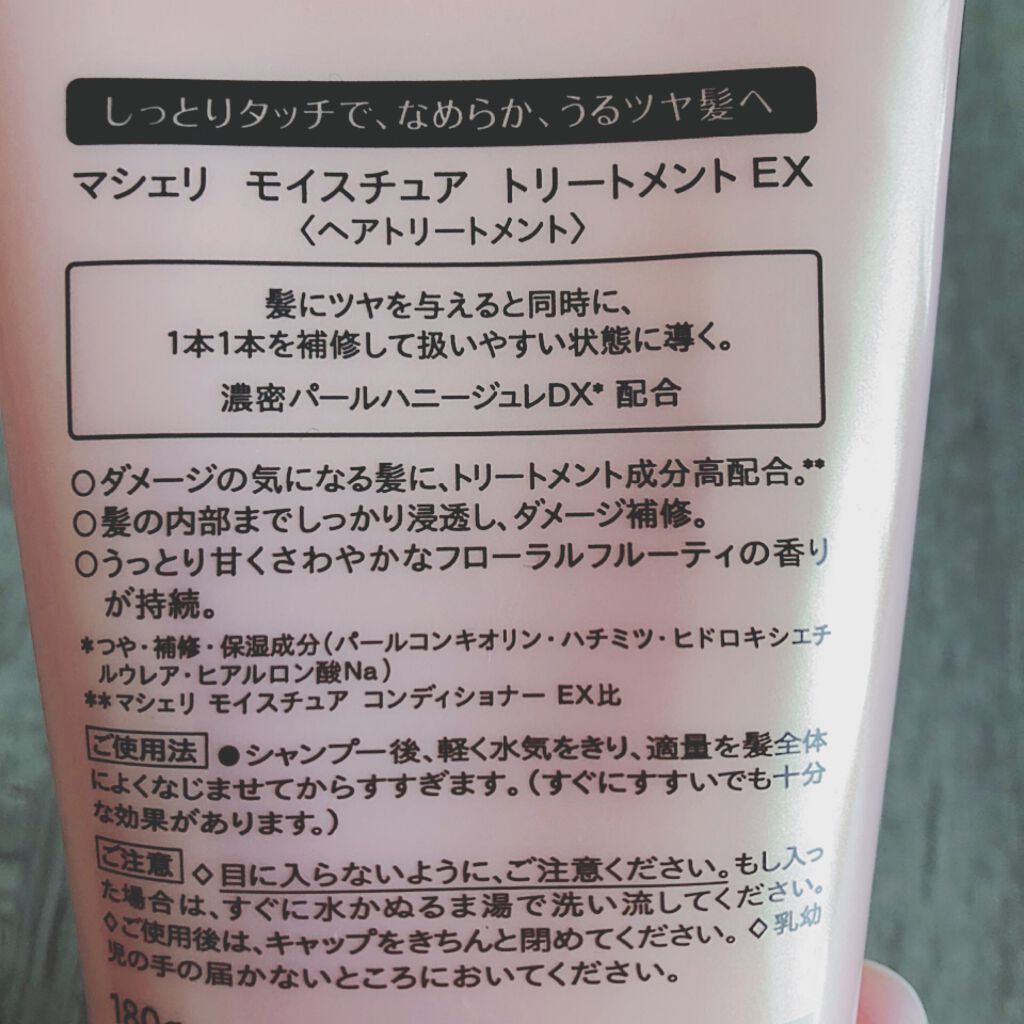 しっとりタッチで、なめらか、うるツヤ髪へ
マシェリ モイスチュア トリートメント EX
〈ヘアトリートメント〉
髪にツヤを与えると同時に、
1本1本を補修して扱いやすい状態に導く。
濃密パールハニージュレDX* 配合
○ダメージの気になる髪に、トリートメント成分高配合。**
○髪の内部までしっかり浸透し、ダメージ補修。
○うっとり甘くさわやかなフローラルフルーティの香り
が持続。
*つや・補修・保湿成分(パールコンキオリン・ハチミツ・ヒドロキシエチ
ルウレア・ヒアルロン酸Na)
**マシェリ モイスチュア コンディショナー EX比
ご使用法 ●シャンプー後、軽く水気をきり、適量を髪全体
によくなじませてからすすぎます。(すぐにすすいでも十分
な効果があります。)
ご注意 ◇目に入らないように、ご注意ください。もし入っ
た場合は、すぐに水かぬるま湯で洗い流してください。
◇ご使用後は、キャップをきちんと閉めてください。◇乳幼
児の手の届かないところにおいてください。
180g